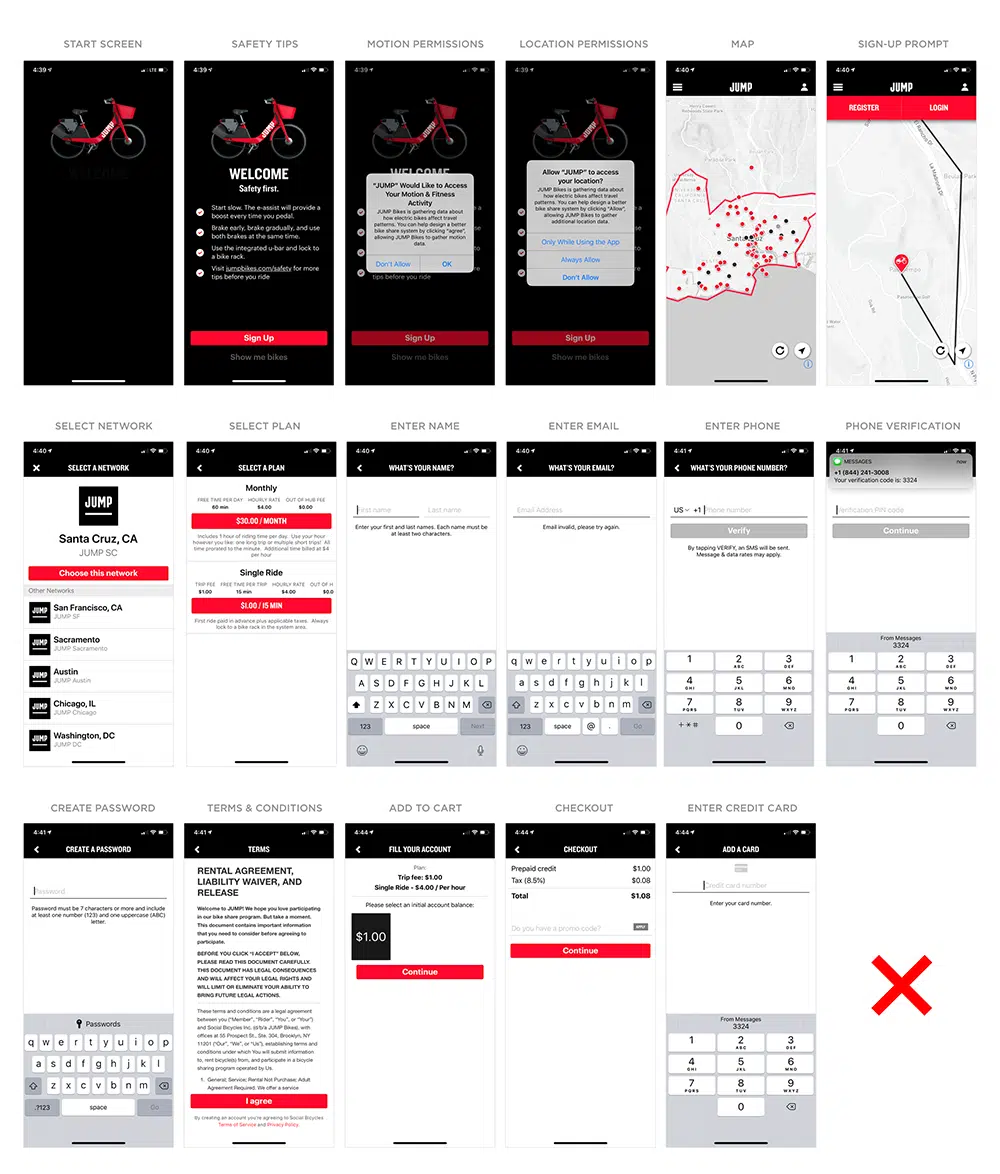 START SCREEN
SAFETY TIPS
MOTION PERMISSIONS
LOCATION PERMISSIONS
MAP
SIGN-UP PROMPT
4:39
LTE
JUMP
WELCOME
4:39
JUMP
WELCOME
Safety first.
Start slow. The e-assist will provide a
boost every time you pedal.
Brake early, brake gradually, and use
both brakes at the same time.
Use the integrated u-bar and lock to
a bike rack.
Visit jumpbikes.com/safety for more
tips before you ride
Sign Up
Show me bikes
4:39
"JUMP" Would Like to Access
Your Motion & Fitness
Activity
JUMP Bikes is gathering data about
how electric bikes affect travel
patterns. You can help design a better
bike share system by clicking "agree",
allowing JUMP Bikes to gather motion
data.
Don't Allow
OK
tips before you ride
Sign Up
Show me bikes
4:39
Allow "JUMP" to access
your location?
JUMP Bikes is gathering data about
how electric bikes affect travel
patterns. You can help design a better
bike share system by clicking "Allow",
allowing JUMP Bikes to gather
additional location data.
Only While Using the App
Always Allow
Don't Allow
tips before you ride
Sign Up
Show me bikes
4:40
JUMP
Santa Cruz
4:40
JUMP
REGISTER
LOGIN
SELECT NETWORK
SELECT PLAN
ENTER NAME
ENTER EMAIL
ENTER PHONE
PHONE VERIFICATION
4:40
SELECT A NETWORK
JUMP
Santa Cruz, CA
JUMP SC
Choose this network
Other Networks
JUMP
San Francisco, CA
JUMP SF
JUMP
Sacramento
JUMP Sacramento
JUMP
Austin
JUMP Austin
JUMP
Chicago, IL
JUMP Chicago
JUMP
Washington, DC
JUMP DC
4:40
SELECT A PLAN
Monthly
FREE TIME PER DAY HOURLY RATE OUT OF HUB FEE
60 min $4.00 $0.00
$30.00 / MONTH
Includes 1 hour of riding time per day. Use your hour
however you like: one long trip or multiple short trips! All
time prorated to the minute. Additional time billed at $4
per hour
Single Ride
TRIP FEE FREE TIME PER TRIP HOURLY RATE OUT OF H
$1.00 15 min $4.00 $0.0
$1.00 / 15 MIN
First ride paid in advance plus applicable taxes. Always
lock to a bike rack in the system area.
4:40
WHAT'S YOUR NAME?
First name Last name
Enter your first and last names. Each name must be
at least two characters.
Q W E R T Y U I O P
A S D F G H J K L
Z X C V B N M
123 space Next
4:40
WHAT'S YOUR EMAIL?
Email Address
Email invalid, please try again.
q w e r t y u i o p
a s d f g h j k l
z x c v b n m
123 space @ . Go
4:41
WHAT'S YOUR PHONE NUMBER?
US +1 Phone number
Verify
By tapping VERIFY, an SMS will be sent.
Message & data rates may apply.
1 2 3
ABC DEF
4 5 6
GHI JKL MNO
7 8 9
PQRS TUV WXYZ
+*# 0
4:41
MESSAGES now
+1 (844) 241-3008
Your verification code is: 3324
Verification PIN code
Continue
From Messages
3324
1 2 3
ABC DEF
4 5 6
GHI JKL MNO
7 8 9
PQRS TUV WXYZ
0
CREATE PASSWORD
TERMS & CONDITIONS
ADD TO CART
CHECKOUT
ENTER CREDIT CARD
4:41
CREATE A PASSWORD
Password
Password must be 7 characters or more and include
at least one number (123) and one uppercase (ABC)
letter.
Passwords
q w e r t y u i o p
a s d f g h j k l
z x c v b n m
.?123 space Go
4:41
TERMS
RENTAL AGREEMENT,
LIABILITY WAIVER, AND
RELEASE
Welcome to JUMP! We hope you love participating
in our bike share program. But take a moment.
This document contains important information
that you need to consider before agreeing to
participate.
BEFORE YOU CLICK "I ACCEPT" BELOW,
PLEASE READ THIS DOCUMENT CAREFULLY.
THIS DOCUMENT HAS LEGAL CONSEQUENCES
AND WILL AFFECT YOUR LEGAL RIGHTS AND
WILL LIMIT OR ELIMINATE YOUR ABILITY TO
BRING FUTURE LEGAL ACTIONS.
These terms and conditions are a legal agreement
between you ("Member", "Rider", "You", or "Your")
and Social Bicycles Inc. (d/b/a JUMP Bikes), with
offices at 55 Prospect St., Ste. 304, Brooklyn, NY
11201 ("Our", "We", or "Us"), establishing terms and
conditions under which You will submit information
to, rent bicycle(s) from, and participate in a bicycle
sharing program operated by Us.
1. General; Service; Rental Not Purchase; Adult
Agreement Required. We offer a service
I agree
By creating an account you're agreeing to Social Bicycles
Terms of Service and Privacy Policy.
4:44
FILL YOUR ACCOUNT
Plan:
Trip fee: $1.00
Single Ride - $4.00 / Per hour
Please select an initial account balance:
$1.00
Continue
4:44
CHECKOUT
Prepaid credit $1.00
Tax (8.5%) $0.08
Total $1.08
Do you have a promo code? APPLY
Continue
4:44
ADD A CARD
Credit card number
Enter your card number.
From Messages
3324
1 2 3
ABC DEF
4 5 6
GHI JKL MNO
7 8 9
PQRS TUV WXYZ
0